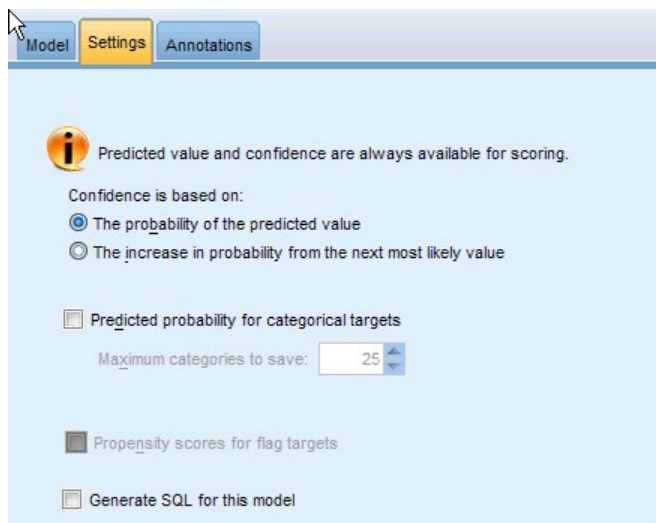 Model Settings Annotations
Predicted value and confidence are always available for scoring.
Confidence is based on:
The probability of the predicted value
The increase in probability from the next most likely value
Predicted probability for categorical targets
Maximum categories to save: 25
Propensity scores for flag targets
Generate SQL for this model